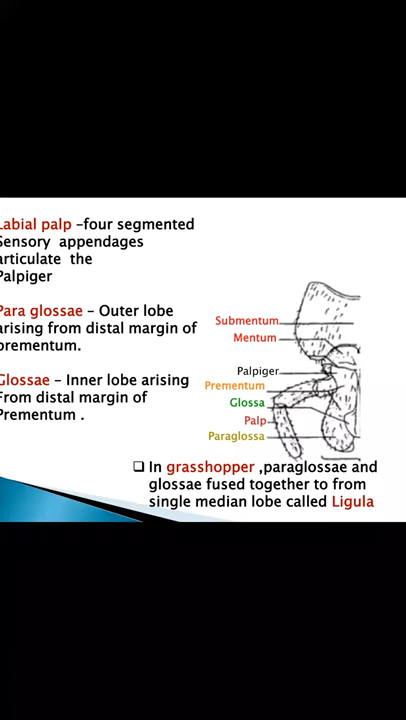 Labial palp –four segmented
Sensory appendages
articulate the
Palpiger
Para glossae – Outer lobe
arising from distal margin of
prementum.
Glossae – Inner lobe arising
From distal margin of
Prementum .
Submentum
Mentum
Palpiger
Prementum
Glossa
Palp
Paraglossa
❑ In grasshopper ,paraglossae and
glossae fused together to from
single median lobe called Ligula